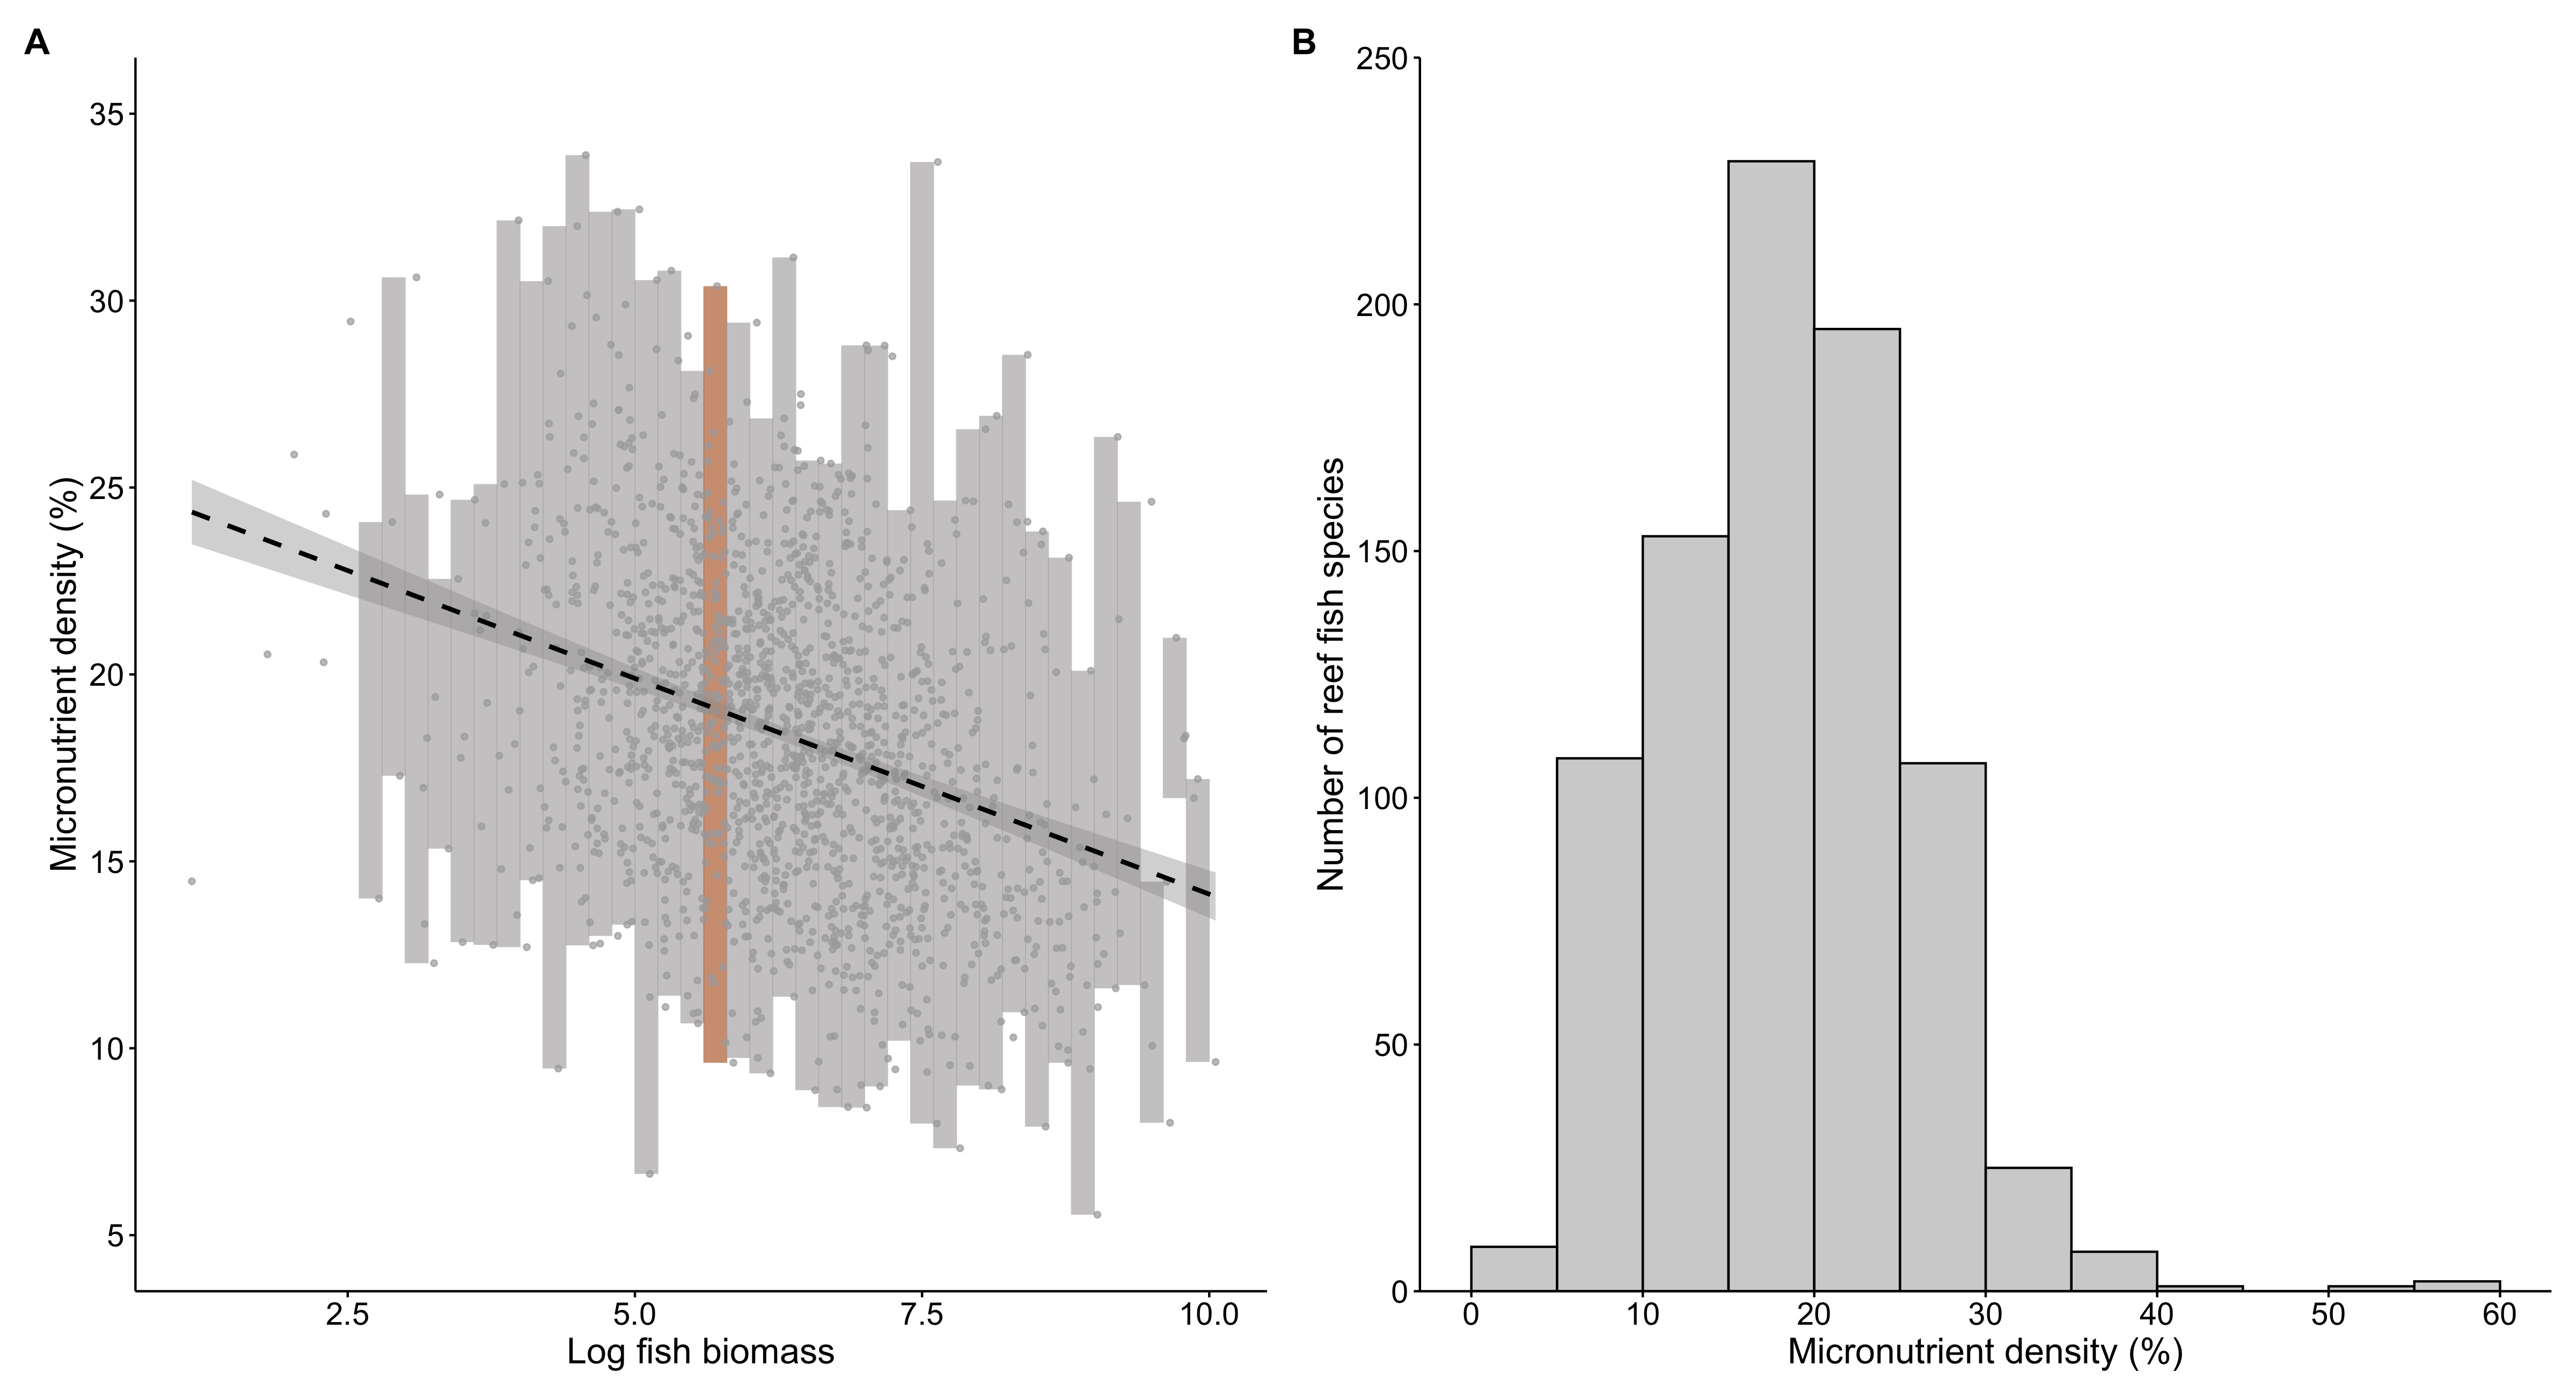 A
35
30
25
20
15
10
5
Micronutrient density (%)
2.5 5.0 7.5 10.0
Log fish biomass
B
250
200
150
100
50
0
Number of reef fish species
0 10 20 30 40 50 60
Micronutrient density (%)